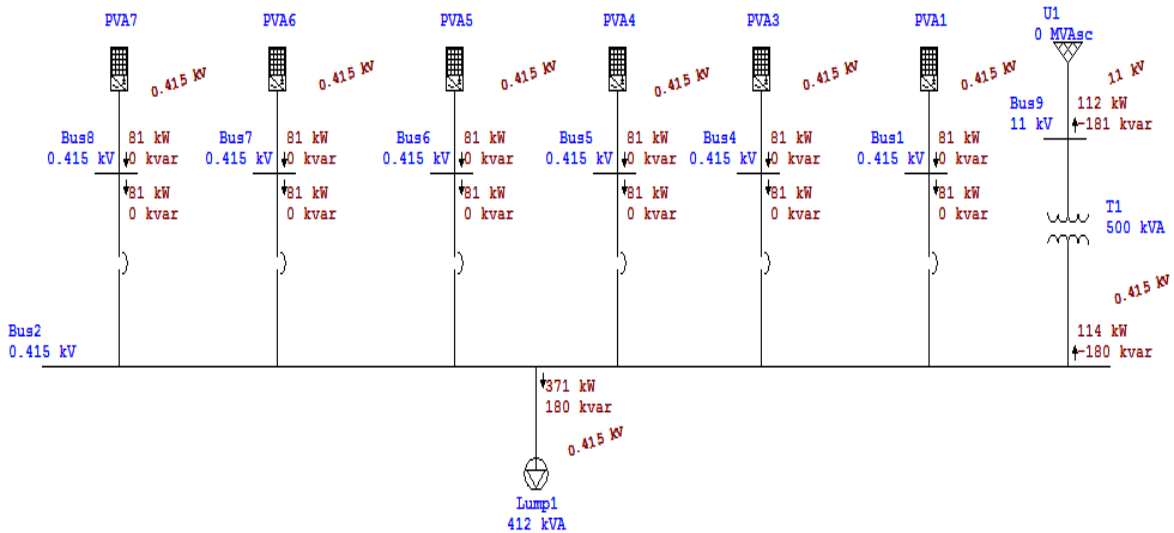 PVA7
PVA6
PVA5
PVA4
PVA3
PVA1
U1
0 MVAsc
0.415 kV
0.415 kV
0.415 kV
0.415 kV
0.415 kV
0.415 kV
11 kV
Bus8
0.415 kV
81 kW
0 kvar
81 kW
0 kvar
Bus7
0.415 kV
81 kW
0 kvar
81 kW
0 kvar
Bus6
0.415 kV
81 kW
0 kvar
81 kW
0 kvar
Bus5
0.415 kV
81 kW
0 kvar
81 kW
0 kvar
Bus4
0.415 kV
81 kW
0 kvar
81 kW
0 kvar
Bus1
0.415 kV
81 kW
0 kvar
81 kW
0 kvar
Bus9
11 kV
112 kW
-181 kvar
T1
500 kVA
0.415 kV
114 kW
-180 kvar
Bus2
0.415 kV
371 kW
180 kvar
0.415 kV
Lump1
412 kVA